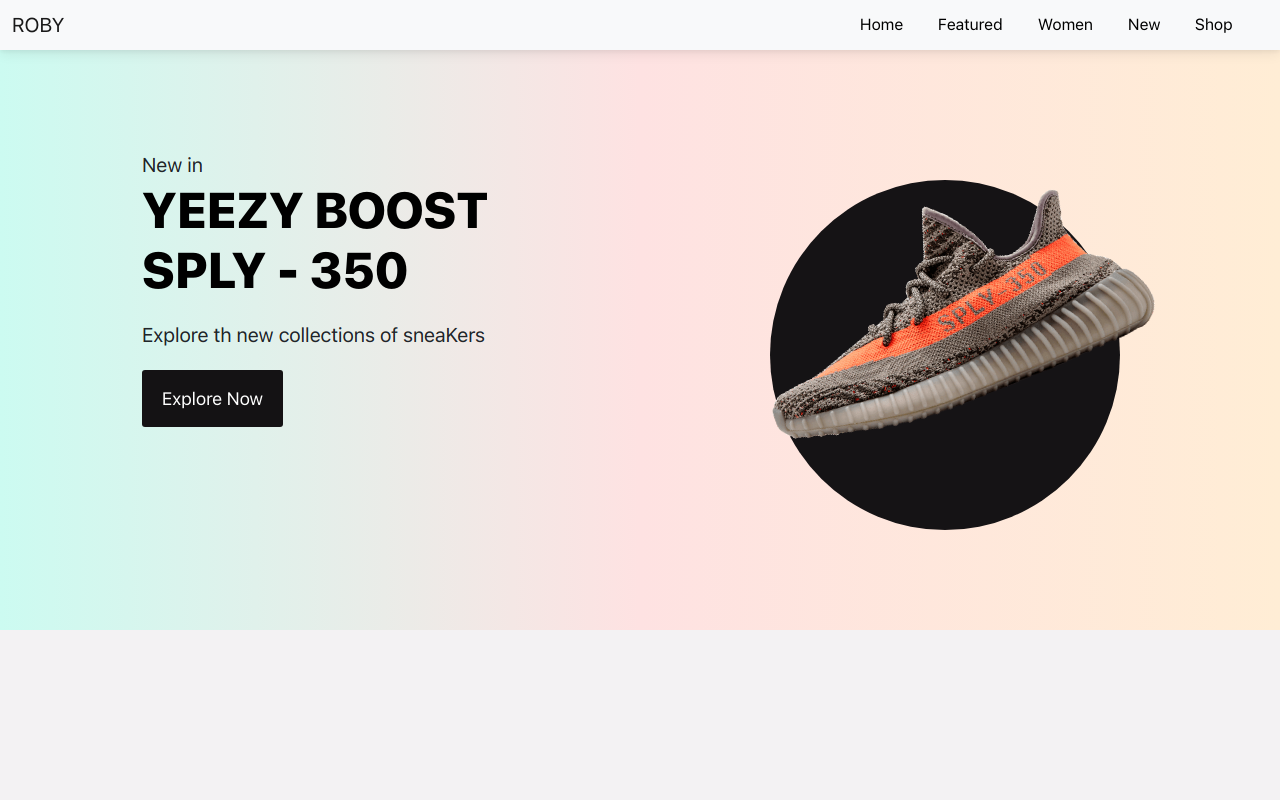 ROBY
Home Featured Women New Shop
New in
YEEZY BOOST
SPLY - 350
Explore th new collections of sneaKers
Explore Now
SPLY-350